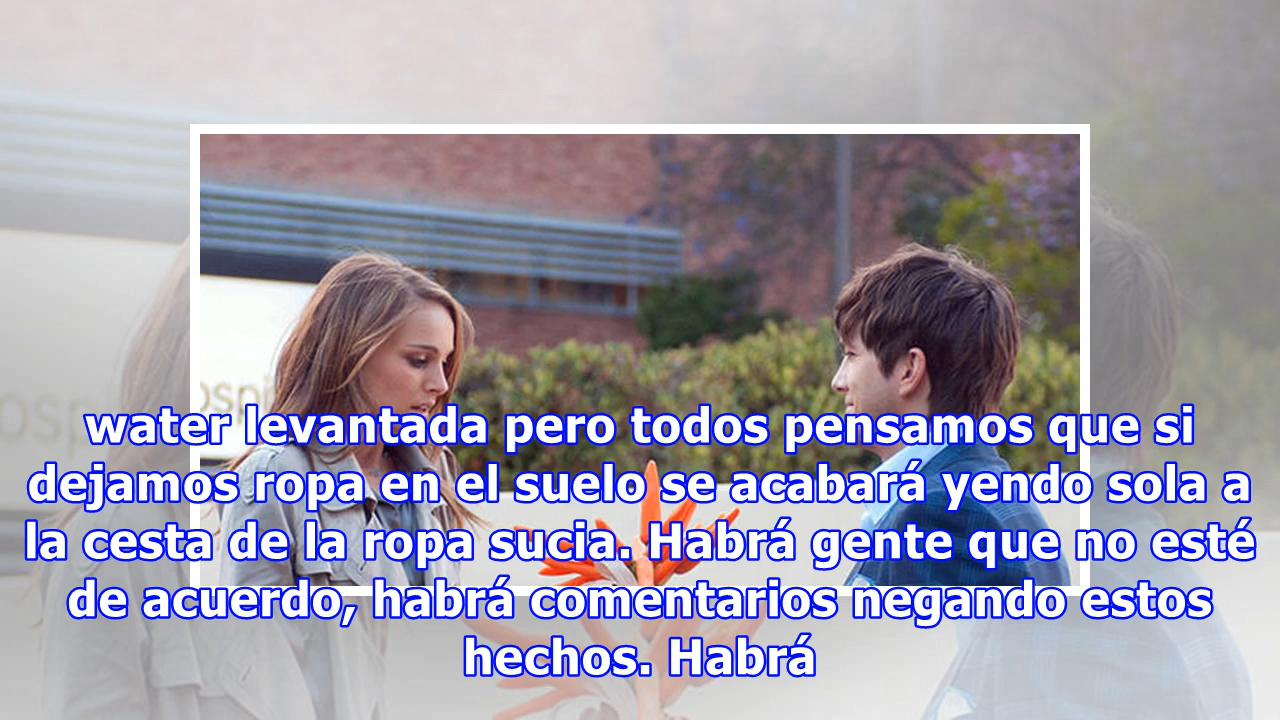 ospi
water levantada pero todos pensamos que si
dejamos ropa en el suelo se acabará yendo sola a
la cesta de la ropa sucia. Habrá gente que no esté
de acuerdo, habrá comentarios negando estos
hechos. Habrá